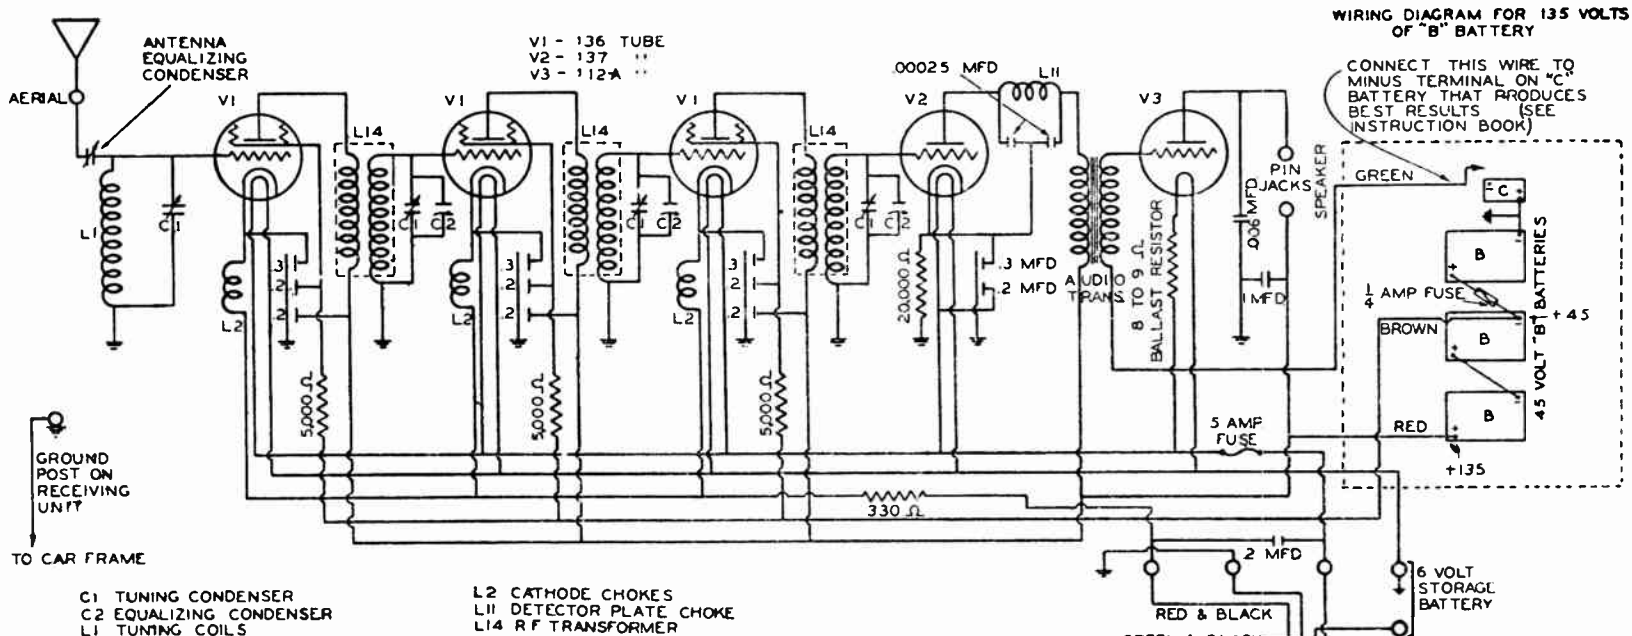 WIRING DIAGRAM FOR 135 VOLTS
OF "B" BATTERY
ANTENNA
EQUALIZING
CONDENSER
V1 - 136 TUBE
V2 - 137 "
V3 - 112-A "
.00025 MFD
L11
CONNECT THIS WIRE TO
MINUS TERMINAL ON "C"
BATTERY THAT PRODUCES
BEST RESULTS (SEE
INSTRUCTION BOOK)
AERIAL
V1
V1
V1
V2
V3
L14
L14
L14
PIN
JACKS
SPEAKER
GREEN
- C +
L1
C1
C1
C2
C1
C2
C1
C2
.006 MFD
B
+
-
L2
.3
.2
.2
L2
.3
.2
.2
L2
.3
.2
.2
20,000 Ω
.3 MFD
.2 MFD
AUDIO
TRANS.
8 TO 9 Ω
BALLAST RESISTOR
1 MFD
1/4 AMP FUSE
+45
BROWN
B
+
-
45 VOLT "B" BATTERIES
5,000 Ω
5,000 Ω
5,000 Ω
5 AMP
FUSE
RED
B
+
-
+135
GROUND
POST ON
RECEIVING
UNIT
330 Ω
TO CAR FRAME
.2 MFD
6 VOLT
STORAGE
BATTERY
C1 TUNING CONDENSER
C2 EQUALIZING CONDENSER
L1 TUNING COILS
L2 CATHODE CHOKES
L11 DETECTOR PLATE CHOKE
L14 RF TRANSFORMER
RED & BLACK